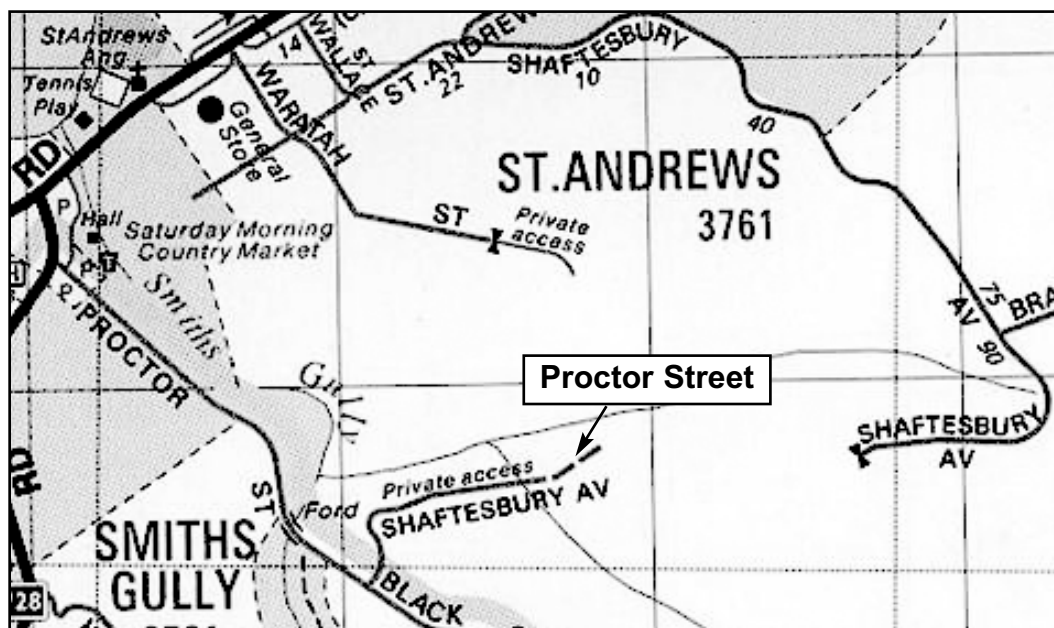 St Andrews
Ang.
Tennis
Play
RD
14
ST
WALLACE
WARATAH
General
Store
ST.ANDREW
22
SHAFTESBURY
10
40
ST.ANDREWS
3761
P
Hall
Saturday Morning
Country Market
ST
Private
access
Smiths
Gully
PROCTOR
75
AV
90
BRA
Proctor Street
SHAFTESBURY
AV
RD
ST
Ford
Private access
SHAFTESBURY AV
SMITHS
GULLY
BLACK
28